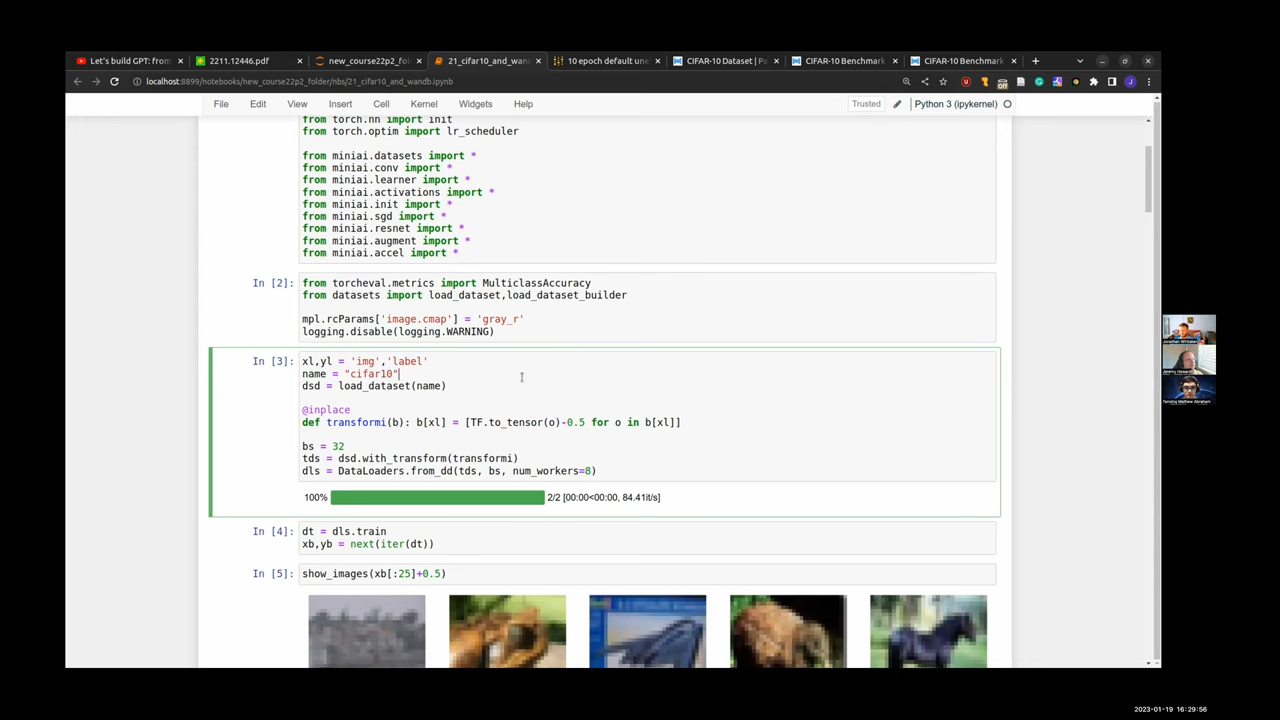 Let's build GPT: from
2211.12446.pdf
new_course22p2_fol
21_cifar10_and_wan
10 epoch default une
CIFAR-10 Dataset | Pa
CIFAR-10 Benchmark
CIFAR-10 Benchmark
localhost:8899/notebooks/new_course22p2_folder/nbs/21_cifar10_and_wandb.ipynb
File Edit View Insert Cell Kernel Widgets Help
Trusted
Python 3 (ipykernel)
from torch.nn import init
from torch.optim import lr_scheduler
from miniai.datasets import *
from miniai.conv import *
from miniai.learner import *
from miniai.activations import *
from miniai.init import *
from miniai.sgd import *
from miniai.resnet import *
from miniai.augment import *
from miniai.accel import *
In [2]:
from torcheval.metrics import MulticlassAccuracy
from datasets import load_dataset,load_dataset_builder
mpl.rcParams['image.cmap'] = 'gray_r'
logging.disable(logging.WARNING)
In [3]:
xl,yl = 'img','label'
name = "cifar10"
dsd = load_dataset(name)
@inplace
def transformi(b): b[xl] = [TF.to_tensor(o)-0.5 for o in b[xl]]
bs = 32
tds = dsd.with_transform(transformi)
dls = DataLoaders.from_dd(tds, bs, num_workers=8)
100%
2/2 [00:00<00:00, 84.41it/s]
In [4]:
dt = dls.train
xb,yb = next(iter(dt))
In [5]:
show_images(xb[:25]+0.5)
Jonathan Whitaker
Jeremy Howard
Tanishq Mathew Abraham
2023-01-19 16:29:56